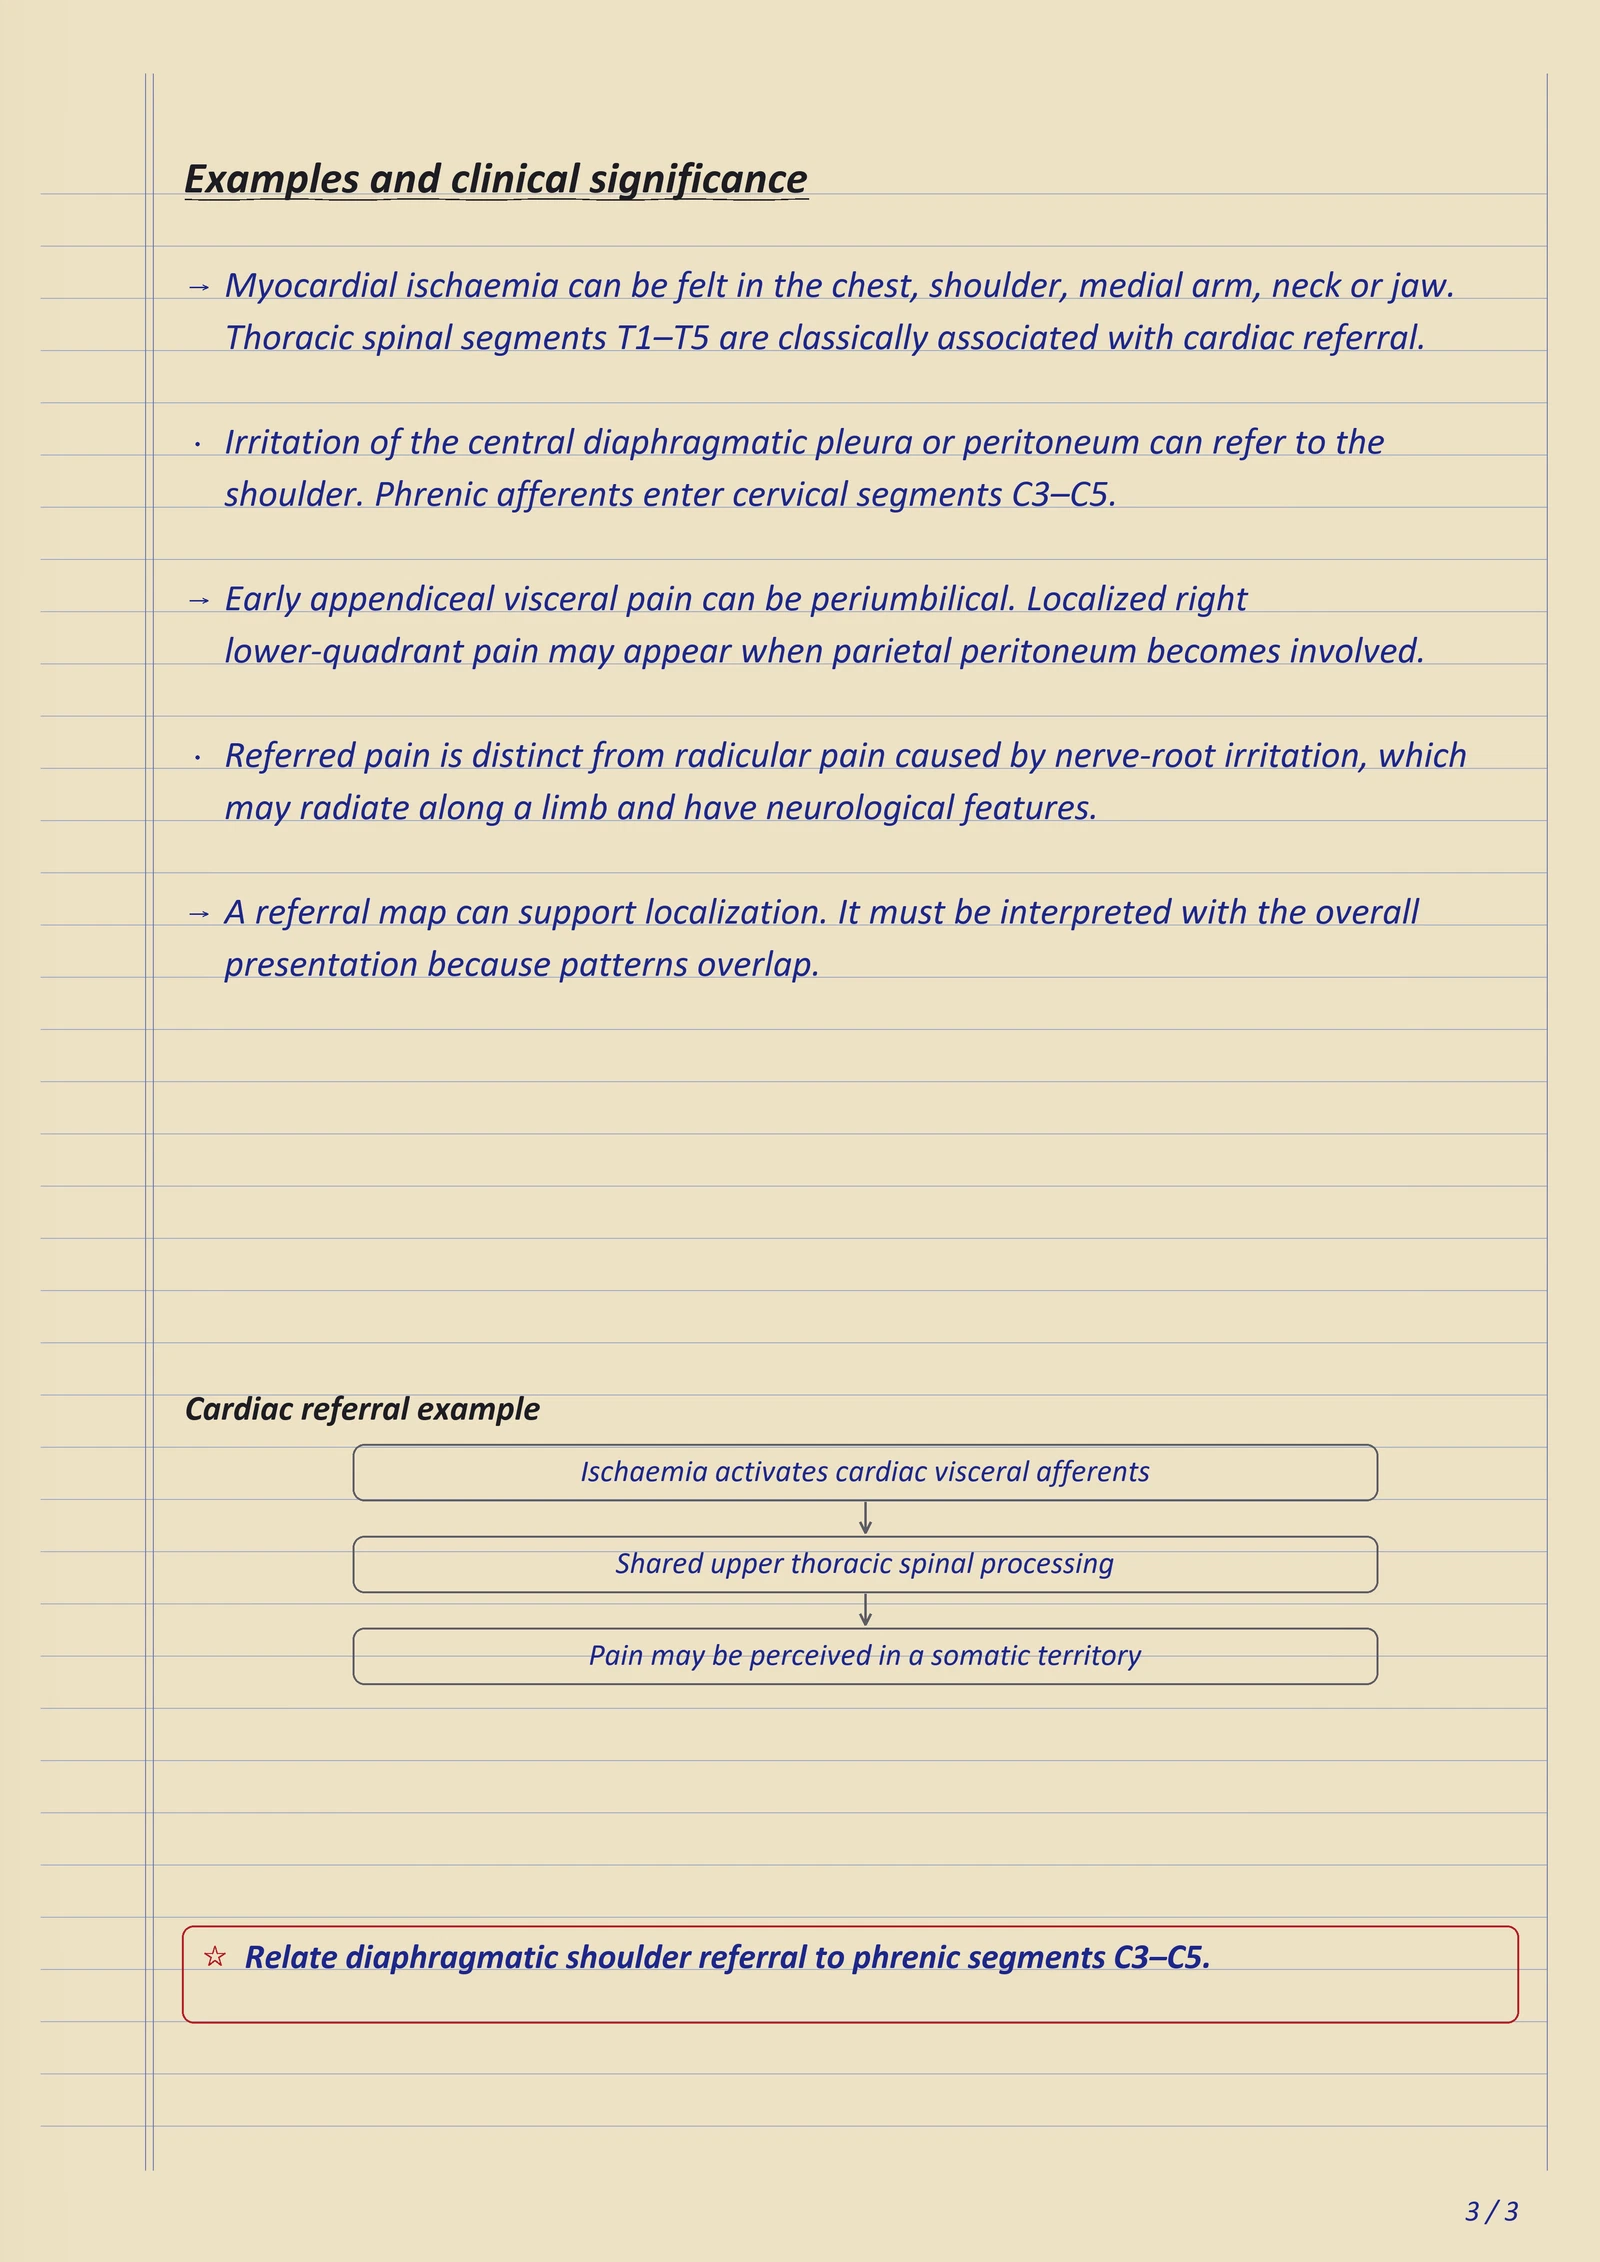 Examples and clinical significance
→ Myocardial ischaemia can be felt in the chest, shoulder, medial arm, neck or jaw.
Thoracic spinal segments T1–T5 are classically associated with cardiac referral.
· Irritation of the central diaphragmatic pleura or peritoneum can refer to the
shoulder. Phrenic afferents enter cervical segments C3–C5.
→ Early appendiceal visceral pain can be periumbilical. Localized right
lower-quadrant pain may appear when parietal peritoneum becomes involved.
· Referred pain is distinct from radicular pain caused by nerve-root irritation, which
may radiate along a limb and have neurological features.
→ A referral map can support localization. It must be interpreted with the overall
presentation because patterns overlap.
Cardiac referral example
Ischaemia activates cardiac visceral afferents
Shared upper thoracic spinal processing
Pain may be perceived in a somatic territory
☆ Relate diaphragmatic shoulder referral to phrenic segments C3–C5.
3 / 3